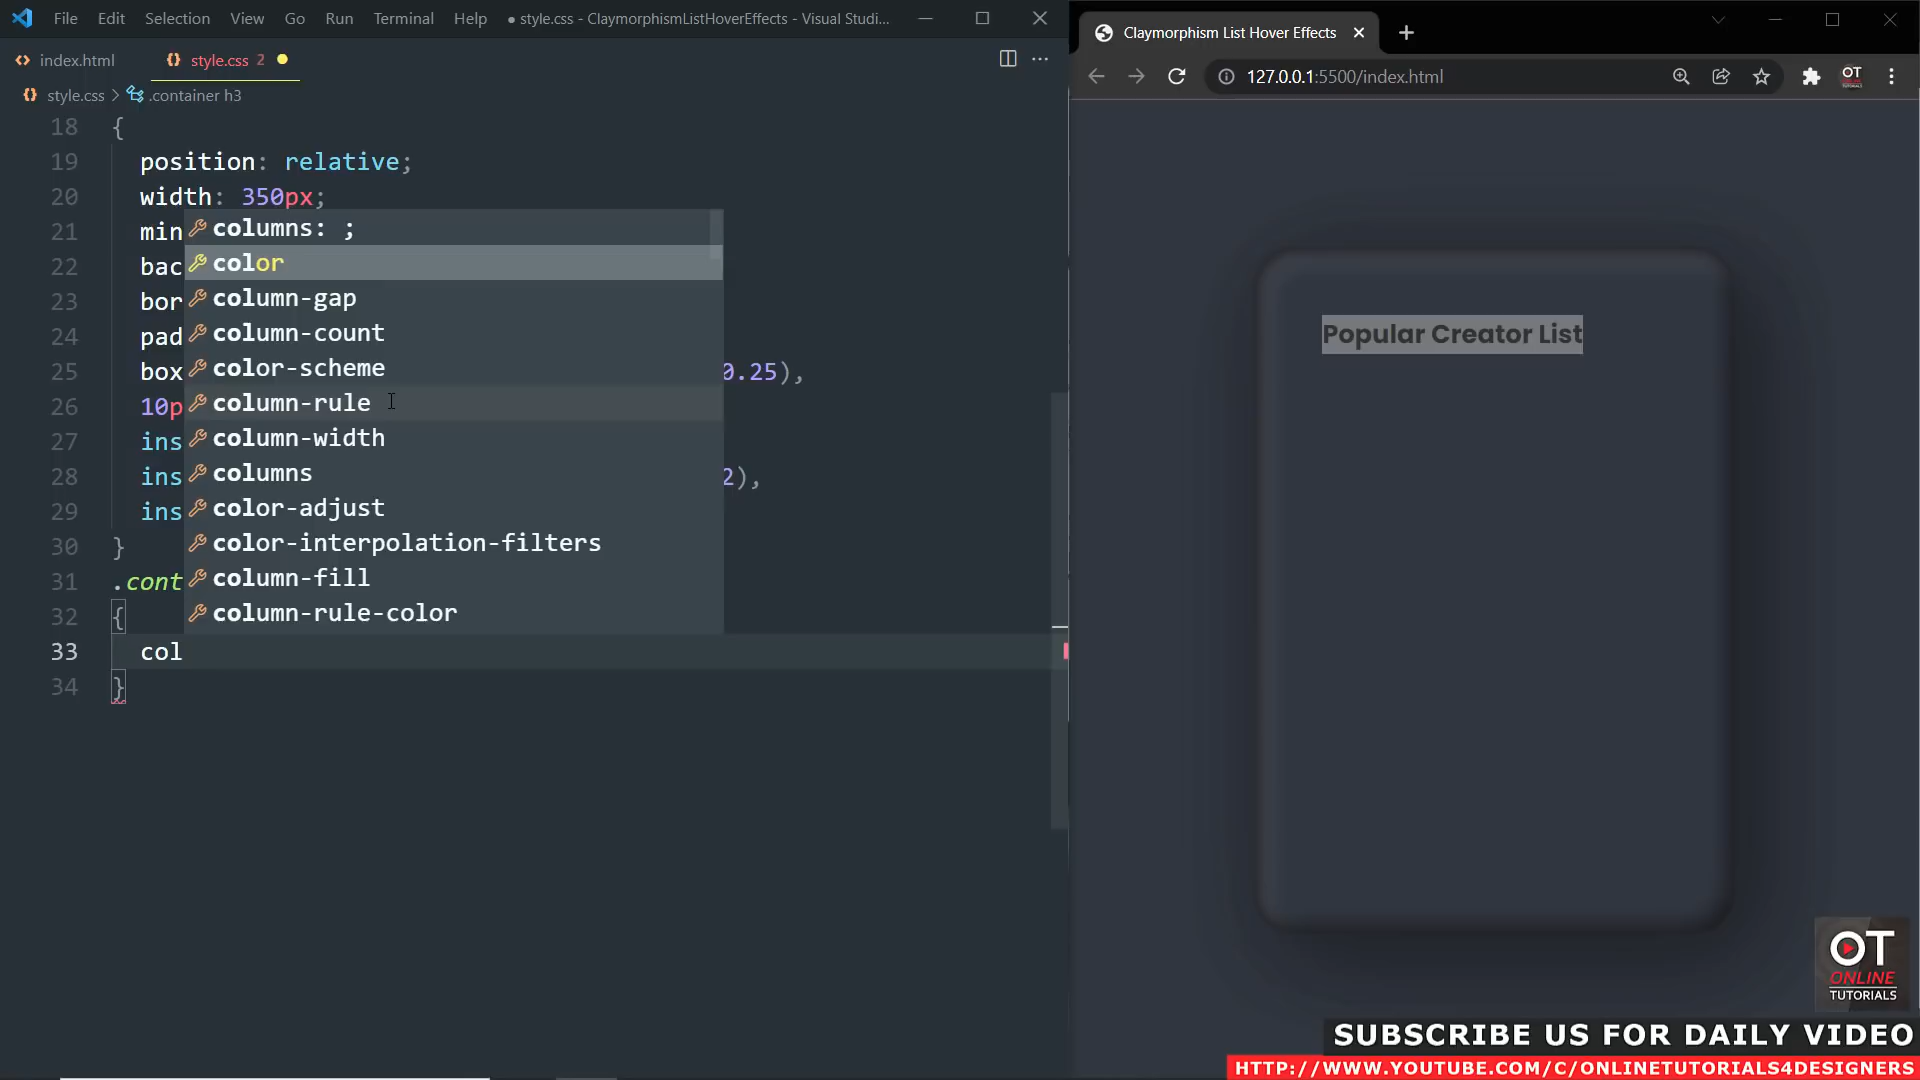 File Edit Selection View Go Run Terminal Help ● style.css - ClaymorphismListHoverEffects - Visual Studi...
index.html style.css 2
style.css > .container h3
18 {
19 position: relative;
20 width: 350px;
21 min
22 bac
23 bor
24 pad
25 box 0.25),
26 10p
27 ins
28 ins 2),
29 ins
30 }
31 .cont
32 {
33 col
34 }
columns: ;
color
column-gap
column-count
color-scheme
column-rule
column-width
columns
color-adjust
color-interpolation-filters
column-fill
column-rule-color
Claymorphism List Hover Effects
127.0.0.1:5500/index.html
Popular Creator List
OT
ONLINE
TUTORIALS
SUBSCRIBE US FOR DAILY VIDEO
HTTP://WWW.YOUTUBE.COM/C/ONLINETUTORIALS4DESIGNERS